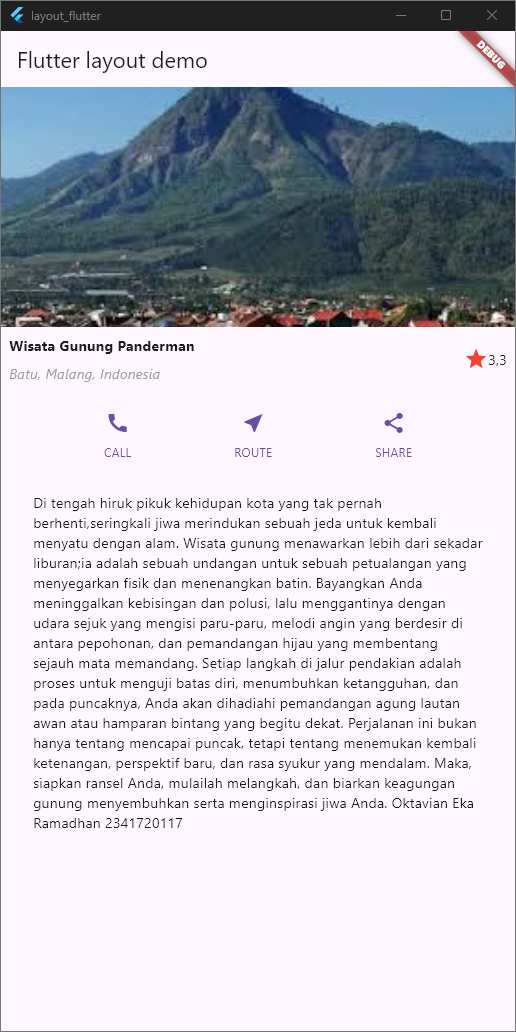 layout_flutter
Flutter layout demo
DEBUG
Wisata Gunung Panderman
Batu, Malang, Indonesia
3,3
CALL
ROUTE
SHARE
Di tengah hiruk pikuk kehidupan kota yang tak pernah
berhenti,seringkali jiwa merindukan sebuah jeda untuk kembali
menyatu dengan alam. Wisata gunung menawarkan lebih dari sekadar
liburan;ia adalah sebuah undangan untuk sebuah petualangan yang
menyegarkan fisik dan menenangkan batin. Bayangkan Anda
meninggalkan kebisingan dan polusi, lalu menggantinya dengan
udara sejuk yang mengisi paru-paru, melodi angin yang berdesir di
antara pepohonan, dan pemandangan hijau yang membentang
sejauh mata memandang. Setiap langkah di jalur pendakian adalah
proses untuk menguji batas diri, menumbuhkan ketangguhan, dan
pada puncaknya, Anda akan dihadiahi pemandangan agung lautan
awan atau hamparan bintang yang begitu dekat. Perjalanan ini bukan
hanya tentang mencapai puncak, tetapi tentang menemukan kembali
ketenangan, perspektif baru, dan rasa syukur yang mendalam. Maka,
siapkan ransel Anda, mulailah melangkah, dan biarkan keagungan
gunung menyembuhkan serta menginspirasi jiwa Anda. Oktavian Eka
Ramadhan 2341720117